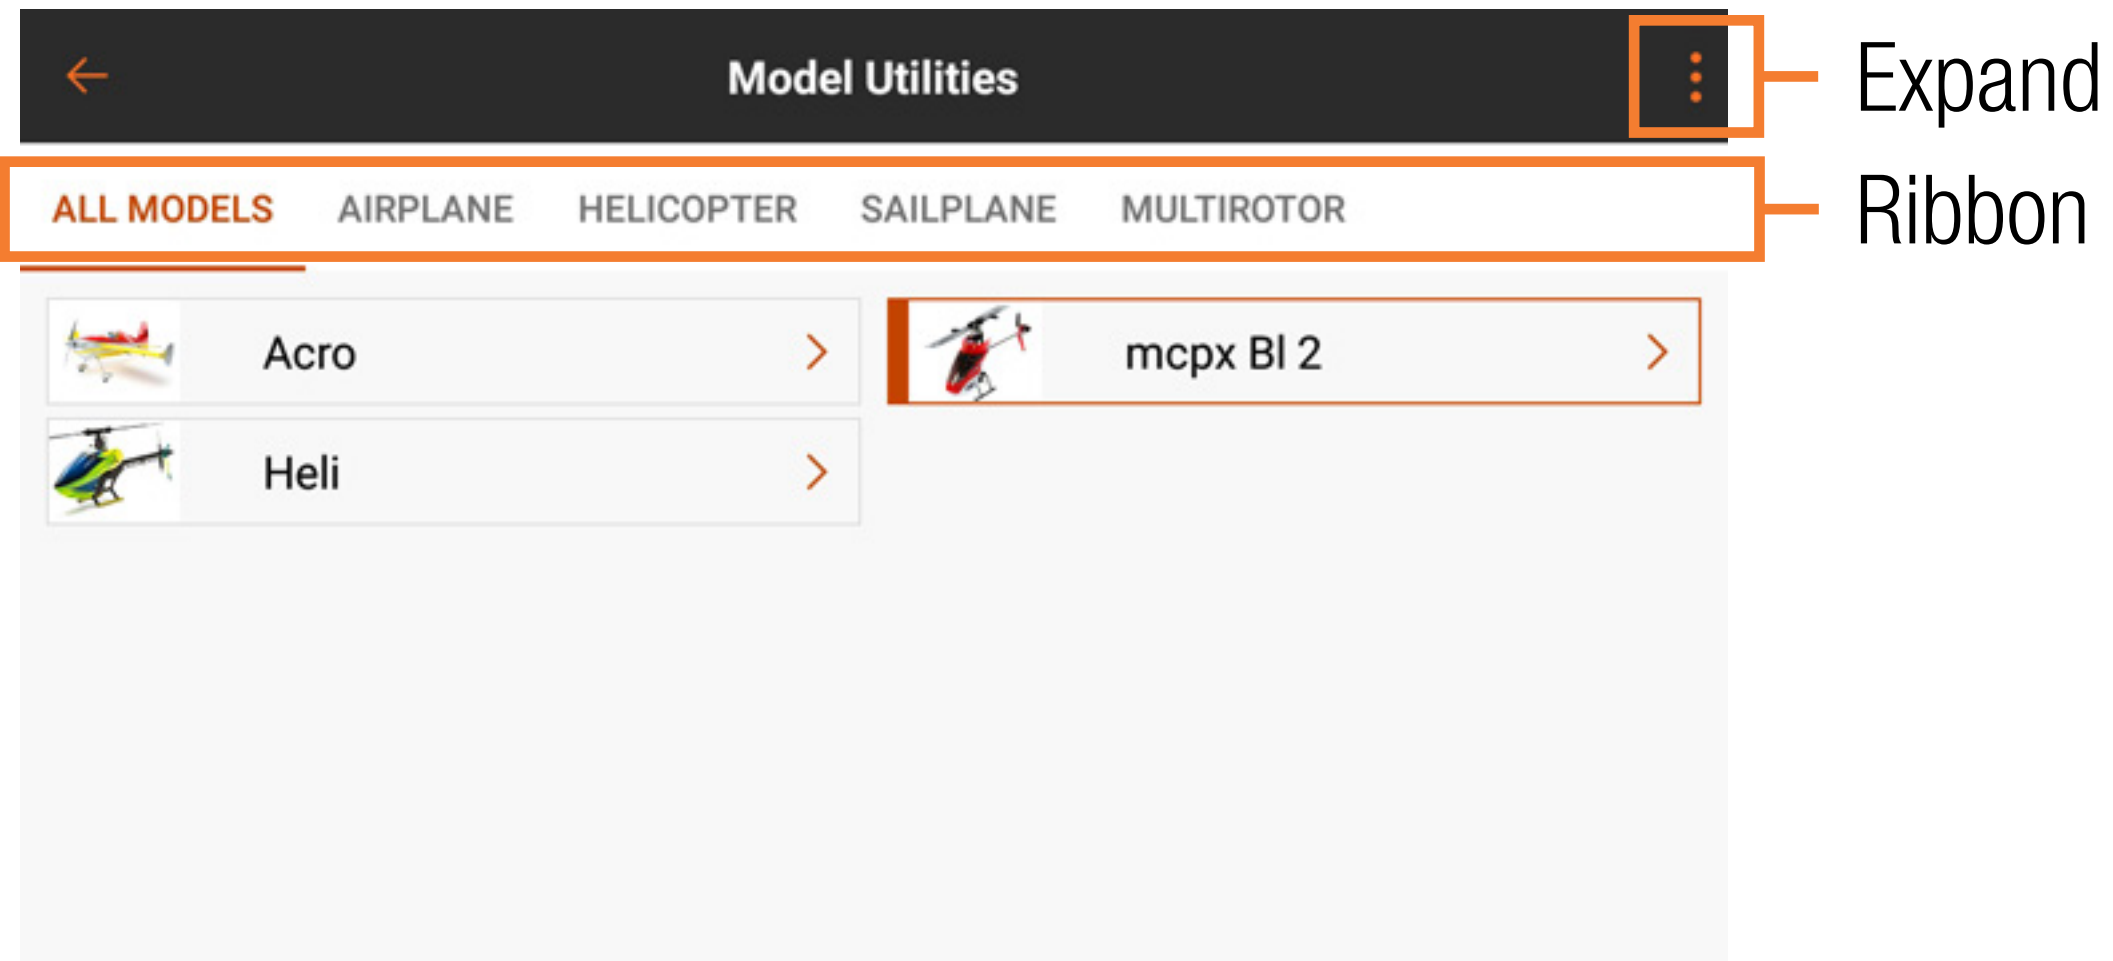 Model Utilities
Expand
ALL MODELS AIRPLANE HELICOPTER SAILPLANE MULTIROTOR
Ribbon
Acro
mcpx Bl 2
Heli